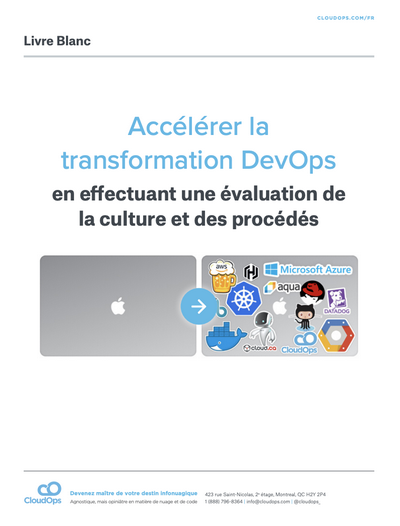 CLOUDOPS.COM/FR
Livre Blanc
Accélérer la
transformation DevOps
en effectuant une évaluation de
la culture et des procédés
aws
Microsoft Azure
aqua
DATADOG
cloud.ca
CloudOps
CloudOps
Devenez maître de votre destin infonuagique
Agnostique, mais opiniâtre en matière de nuage et de code
423 rue Saint-Nicolas, 2e étage, Montreal, QC H2Y 2P4
1 (888) 796-8364 | info@cloudops.com | @cloudops_